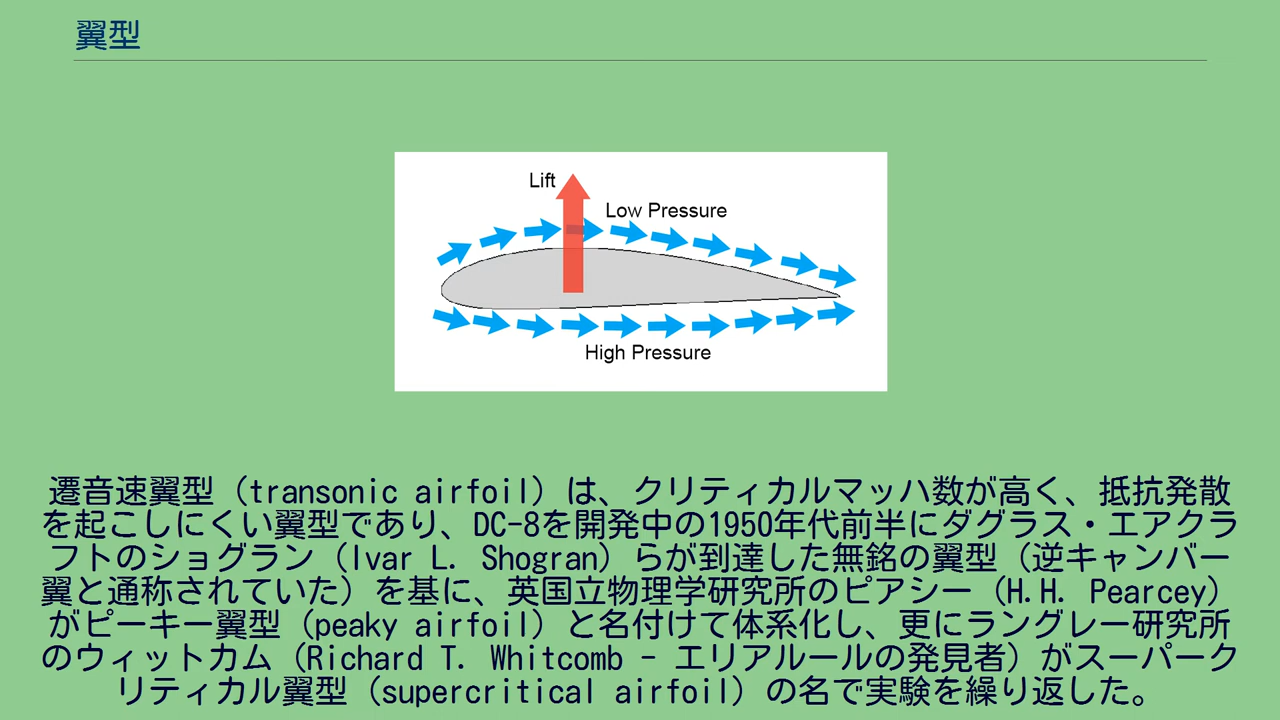 翼型
Lift
Low Pressure
High Pressure
遷音速翼型（transonic airfoil）は、クリティカルマッハ数が高く、抵抗発散
を起こしにくい翼型であり、DC-8を開発中の1950年代前半にダグラス・エアクラ
フトのショグラン（Ivar L. Shogran）らが到達した無銘の翼型（逆キャンバー
翼と通称されていた）を基に、英国立物理学研究所のピアシー（H.H. Pearcey）
がピーキー翼型（peaky airfoil）と名付けて体系化し、更にラングレー研究所
のウィットカム（Richard T. Whitcomb - エリアルールの発見者）がスーパーク
リティカル翼型（supercritical airfoil）の名で実験を繰り返した。